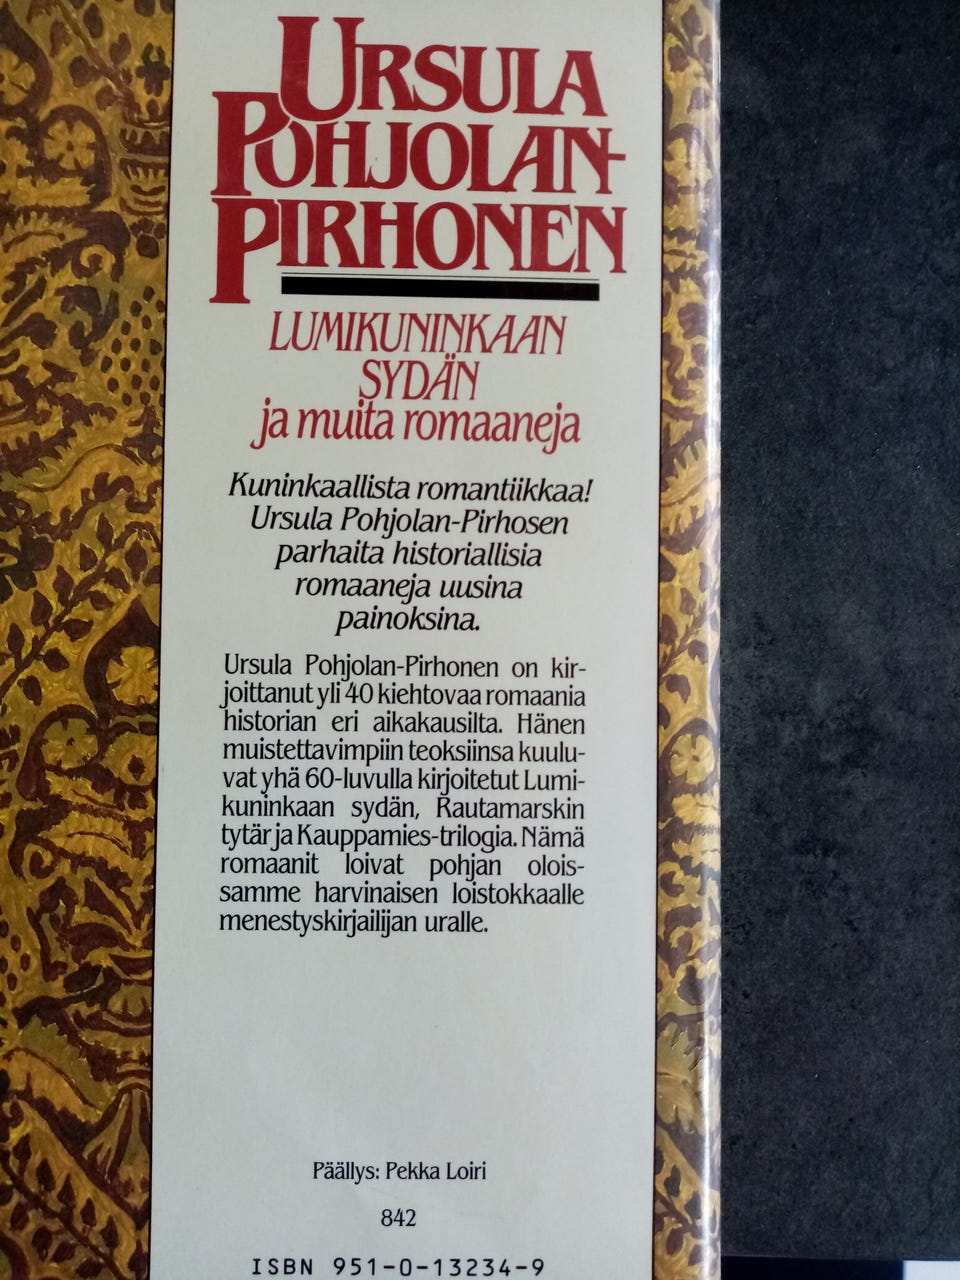 URSULA
POHJOLAN-
PIRHONEN
LUMIKUNINKAAN
SYDÄN
ja muita romaaneja
Kuninkaallista romantiikkaa!
Ursula Pohjolan-Pirhosen
parhaita historiallisia
romaaneja uusina
painoksina.
Ursula Pohjolan-Pirhonen on kir-
joittanut yli 40 kiehtovaa romaania
historian eri aikakausilta. Hänen
muistettavimpiin teoksiinsa kuulu-
vat yhä 60-luvulla kirjoitetut Lumi-
kuninkaan sydän, Rautamarskin
tytär ja Kauppamies-trilogia. Nämä
romaanit loivat pohjan olois-
samme harvinaisen loistokkaalle
menestyskirjailijan uralle.
Päällys: Pekka Loiri
842
ISBN 951-0-13234-9